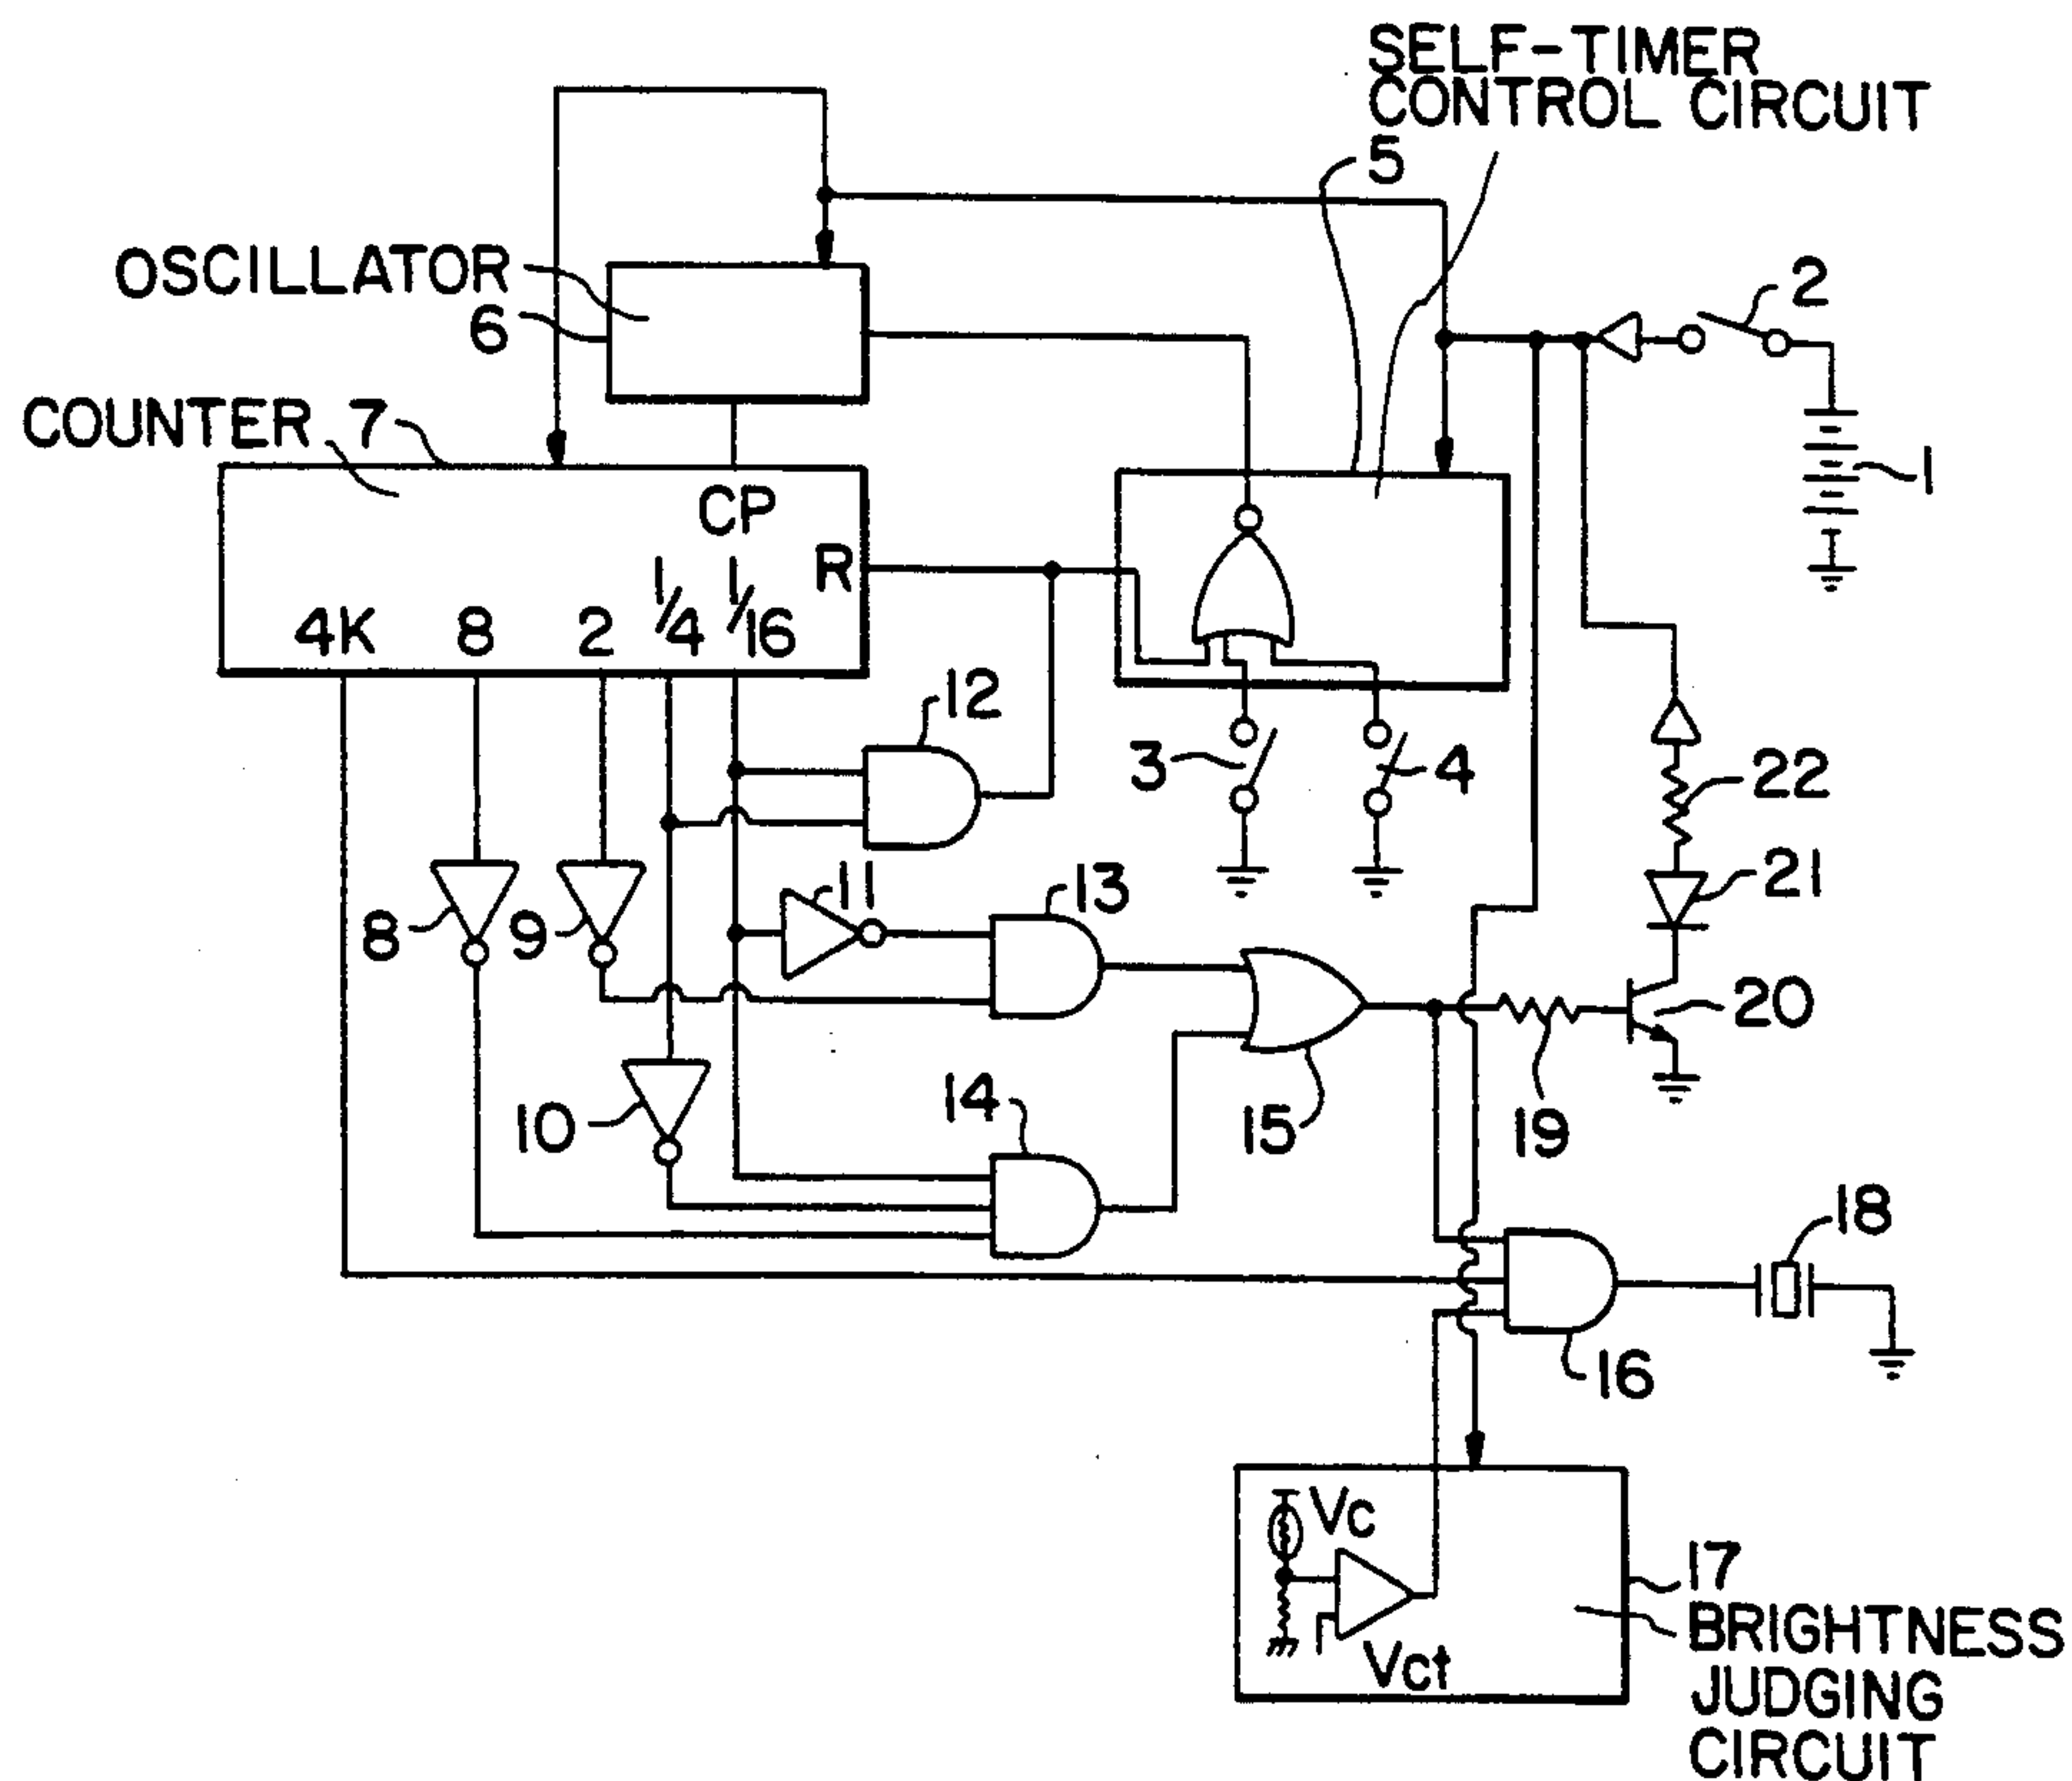 SELF-TIMER
CONTROL CIRCUIT
5
OSCILLATOR
6
2
COUNTER 7
1
CP
R
4K 8 2 1/4 1/16
12
3
4
22
11
13
21
8
9
20
10
14
15
19
18
16
Vc
17
BRIGHTNESS
JUDGING
CIRCUIT
Vct